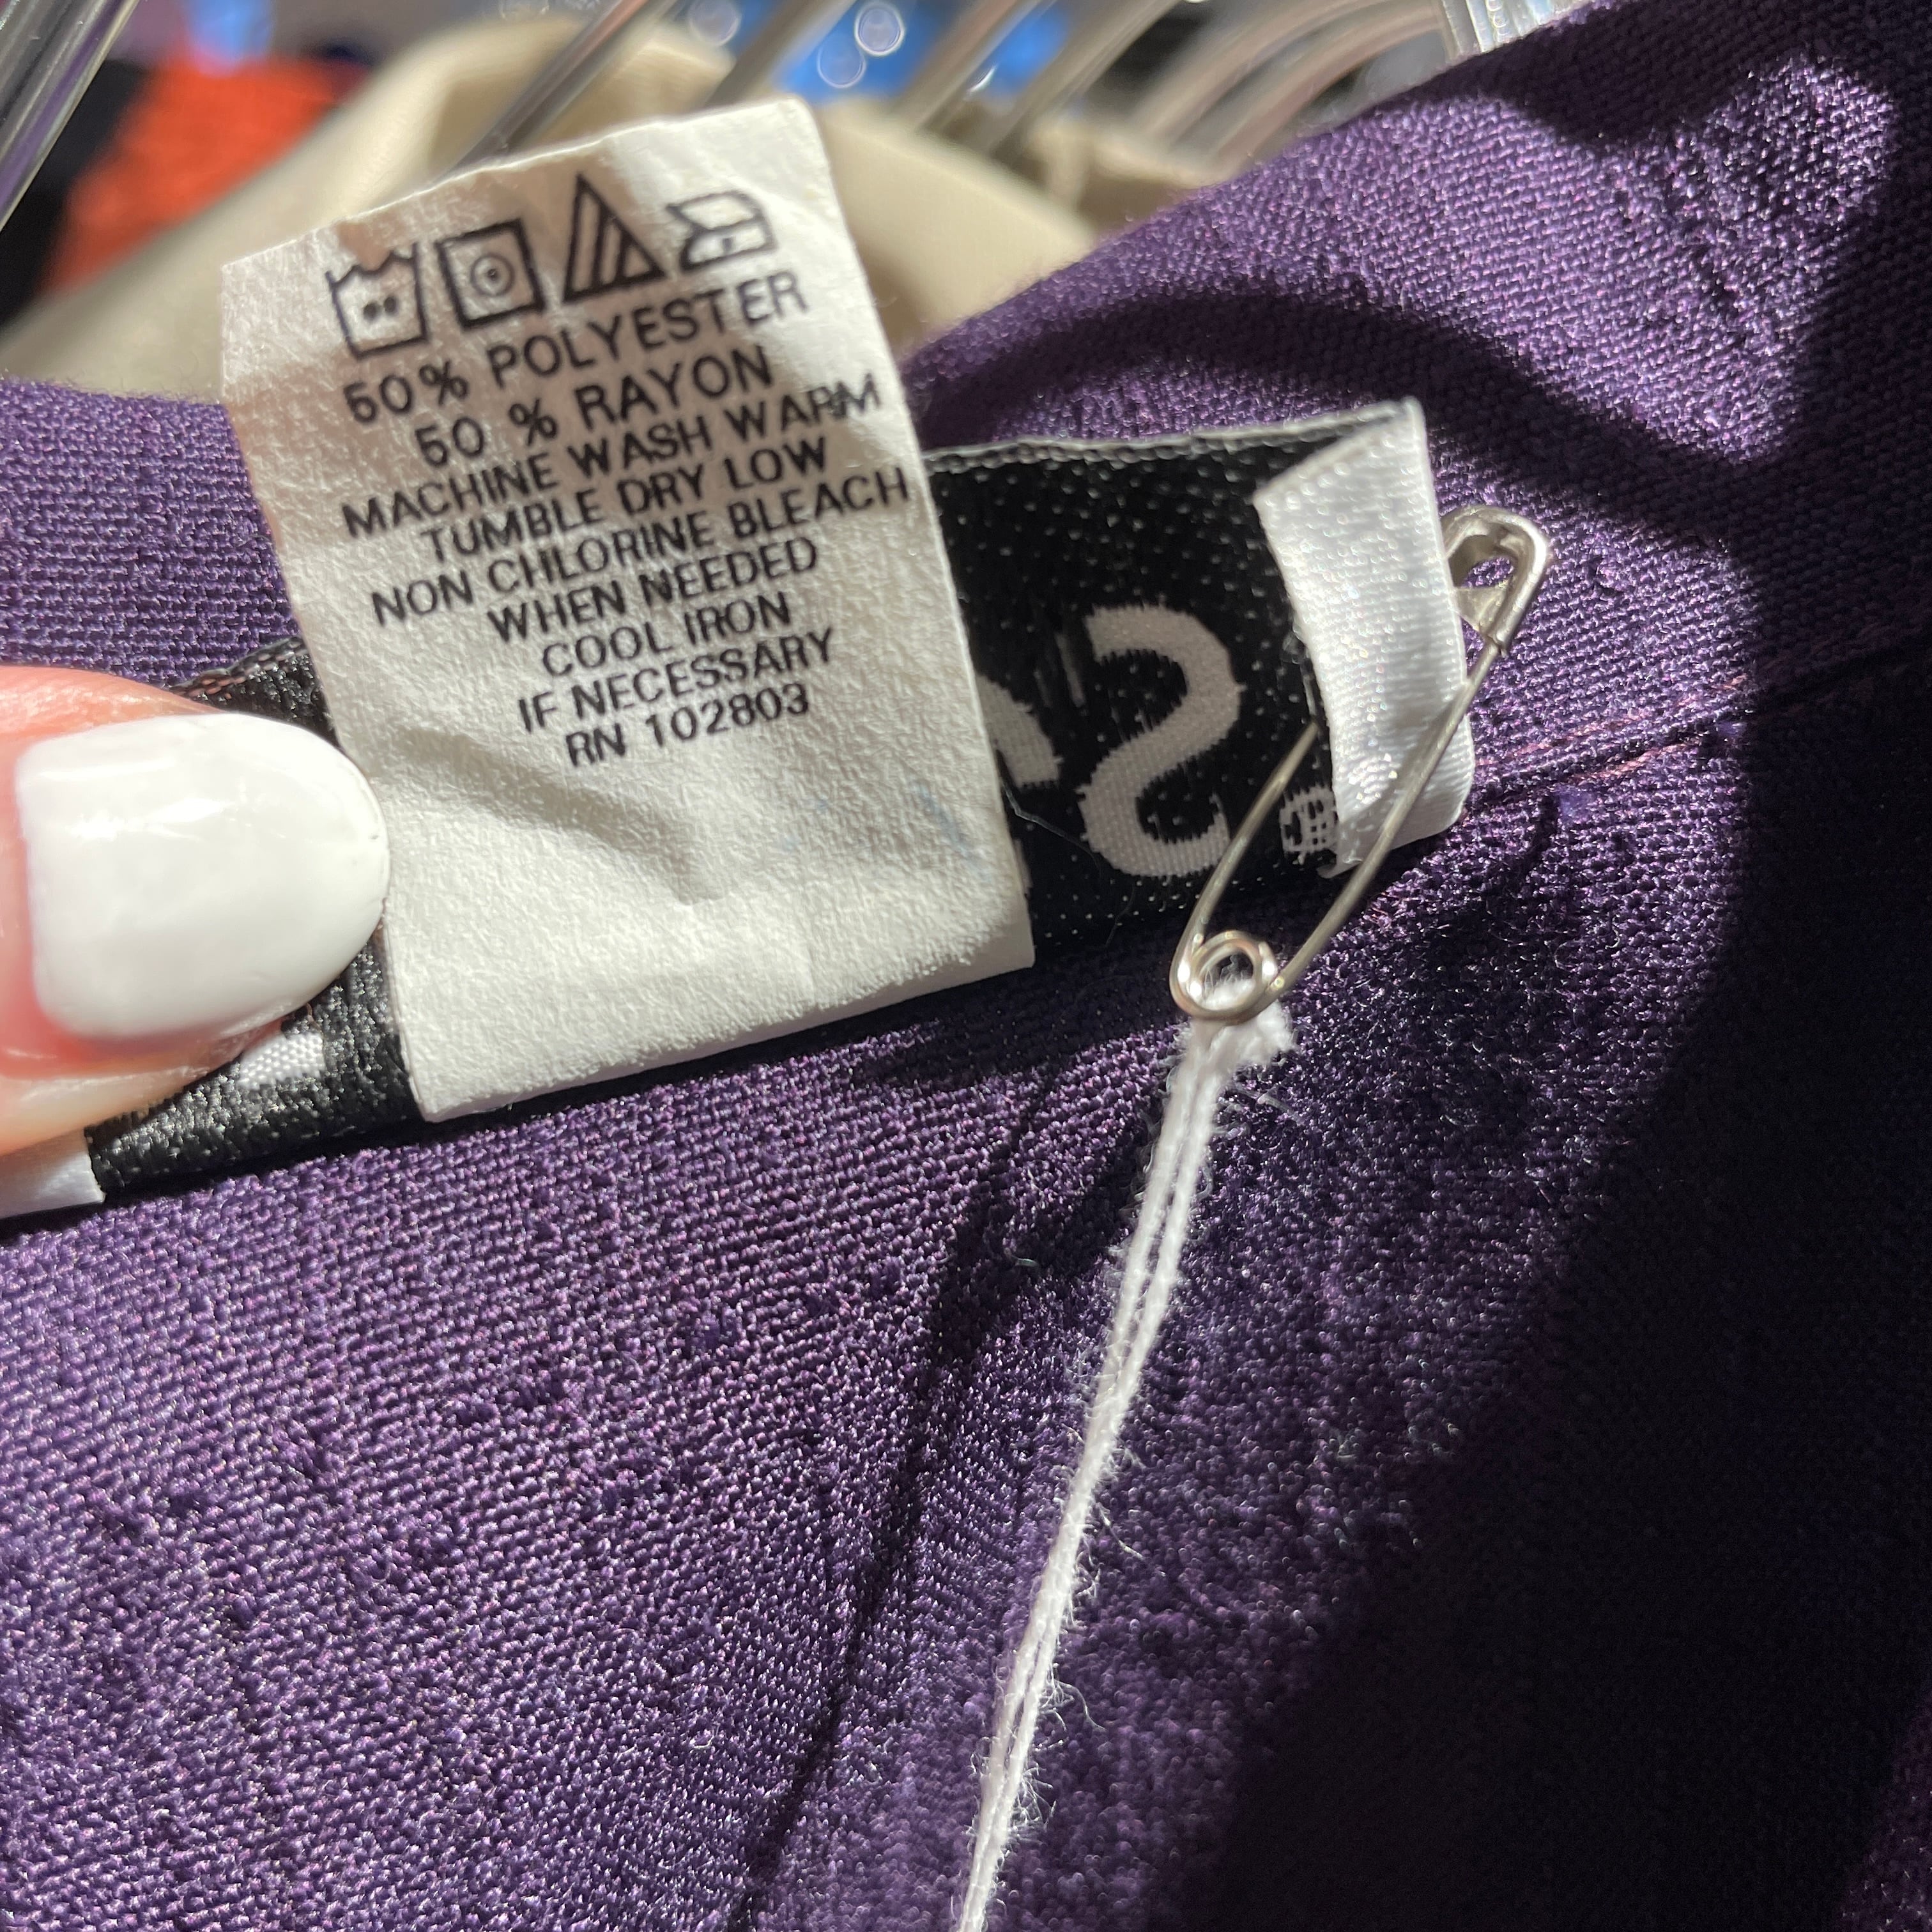 50% POLYESTER
50 % RAYON
MACHINE WASH WARM
TUMBLE DRY LOW
NON CHLORINE BLEACH
WHEN NEEDED
COOL IRON
IF NECESSARY
RN 102803
S®